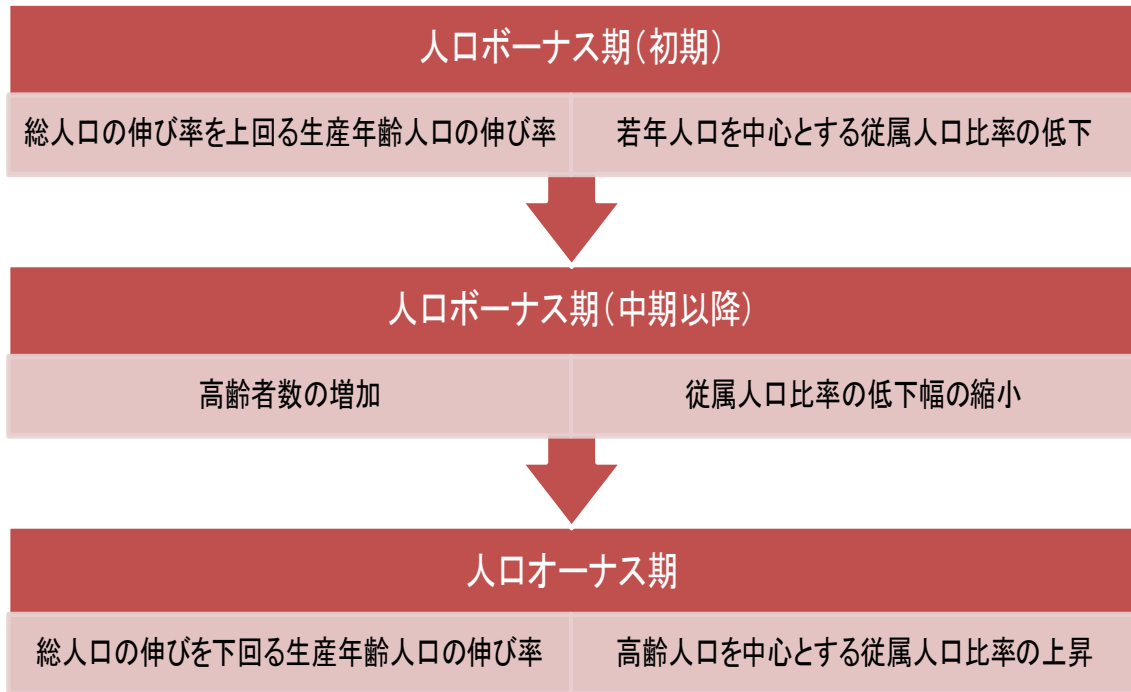 人口ボーナス期（初期）
総人口の伸び率を上回る生産年齢人口の伸び率
若年人口を中心とする従属人口比率の低下
人口ボーナス期（中期以降）
高齢者数の増加
従属人口比率の低下幅の縮小
人口オーナス期
総人口の伸びを下回る生産年齢人口の伸び率
高齢人口を中心とする従属人口比率の上昇